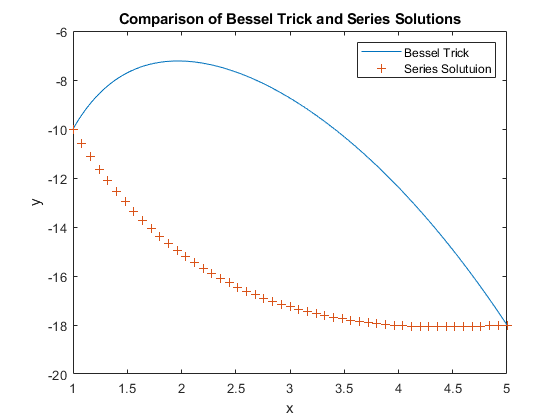 Comparison of Bessel Trick and Series Solutions
-6
Bessel Trick
Series Solutuion
-8
-10
-12
y
-14
-16
-18
-20
1 1.5 2 2.5 3 3.5 4 4.5 5
x